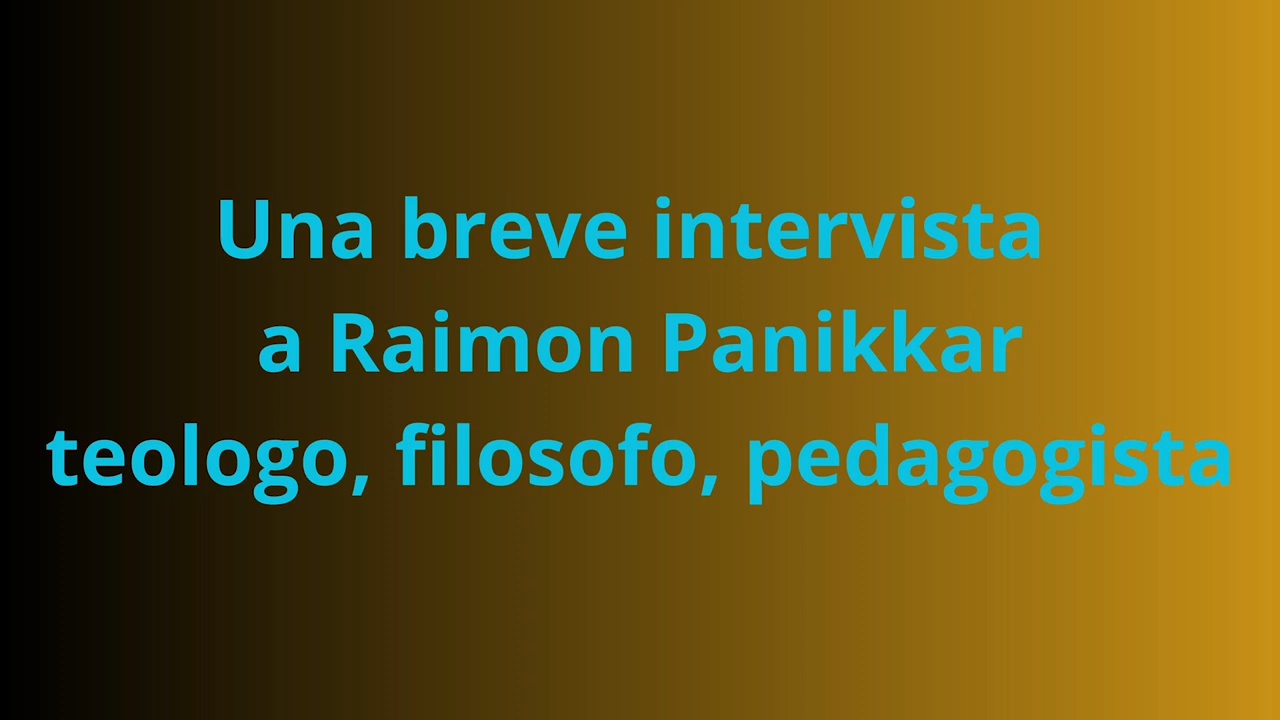 Una breve intervista
a Raimon Panikkar
teologo, filosofo, pedagogista